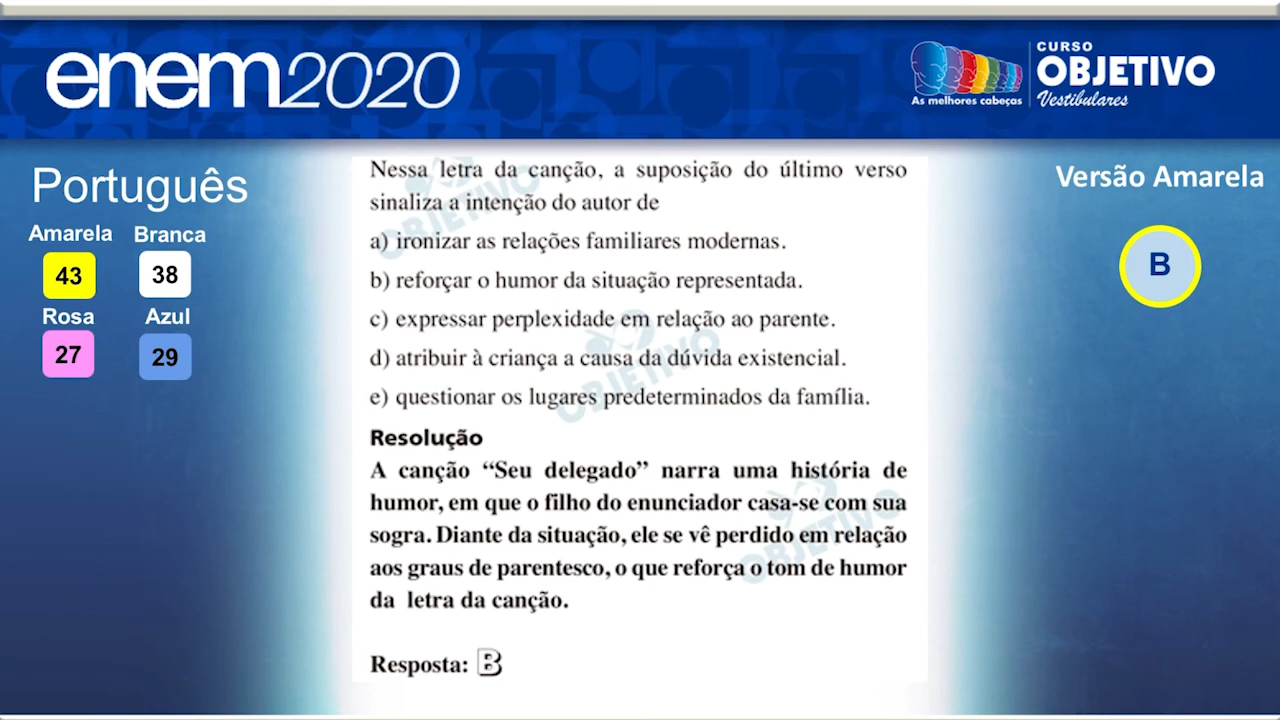 enem2020
CURSO
OBJETIVO
Vestibulares
As melhores cabeças
Português
Amarela Branca
43 38
Rosa Azul
27 29
Versão Amarela
B
Nessa letra da canção, a suposição do último verso
sinaliza a intenção do autor de
a) ironizar as relações familiares modernas.
b) reforçar o humor da situação representada.
c) expressar perplexidade em relação ao parente.
d) atribuir à criança a causa da dúvida existencial.
e) questionar os lugares predeterminados da família.
Resolução
A canção “Seu delegado” narra uma história de
humor, em que o filho do enunciador casa-se com sua
sogra. Diante da situação, ele se vê perdido em relação
aos graus de parentesco, o que reforça o tom de humor
da letra da canção.
Resposta: B
OBJETIVO
OBJETIVO
OBJETIVO